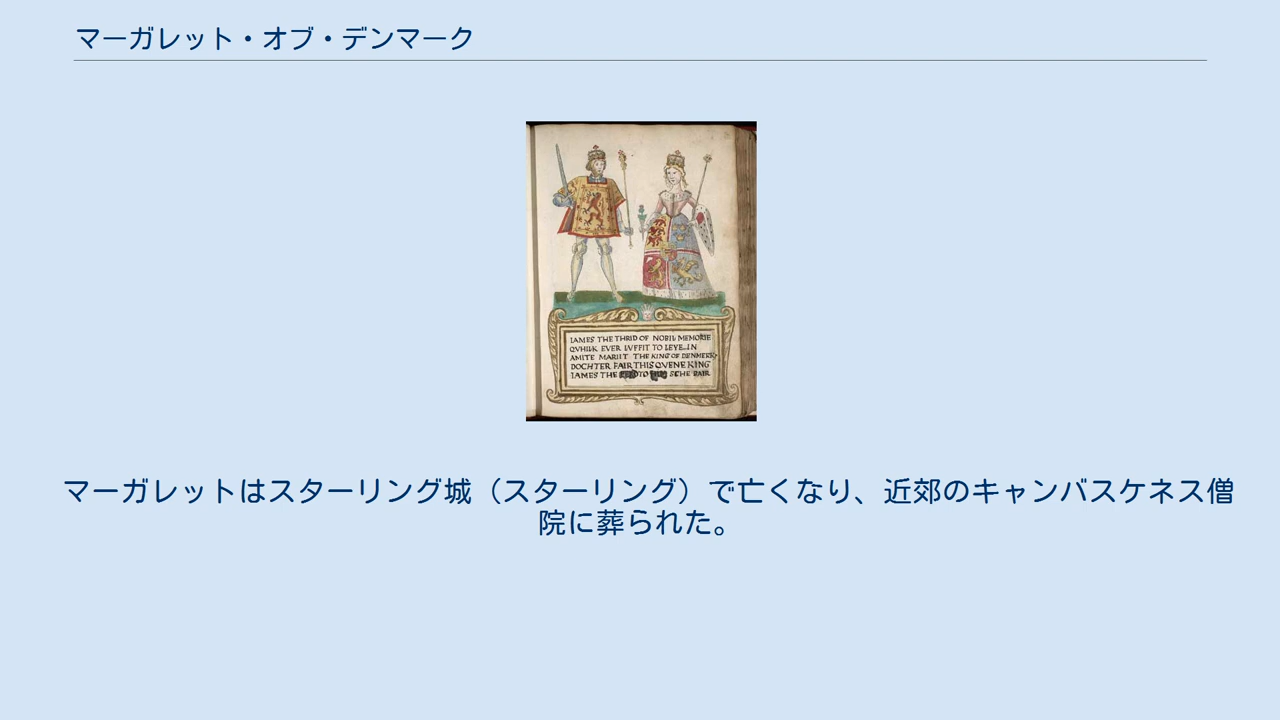 マーガレット・オブ・デンマーク
IAMES THE THRID OF NOBIL MEMORIE
QVHILK EVER LVFFIT TO LEYE IN
AMITE MARIIT THE KING OF DENMERK
DOCHTER FAIR THIS QVENE KING
IAMES THE TO SCHE BAIR
マーガレットはスターリング城（スターリング）で亡くなり、近郊のキャンバスケネス僧
院に葬られた。